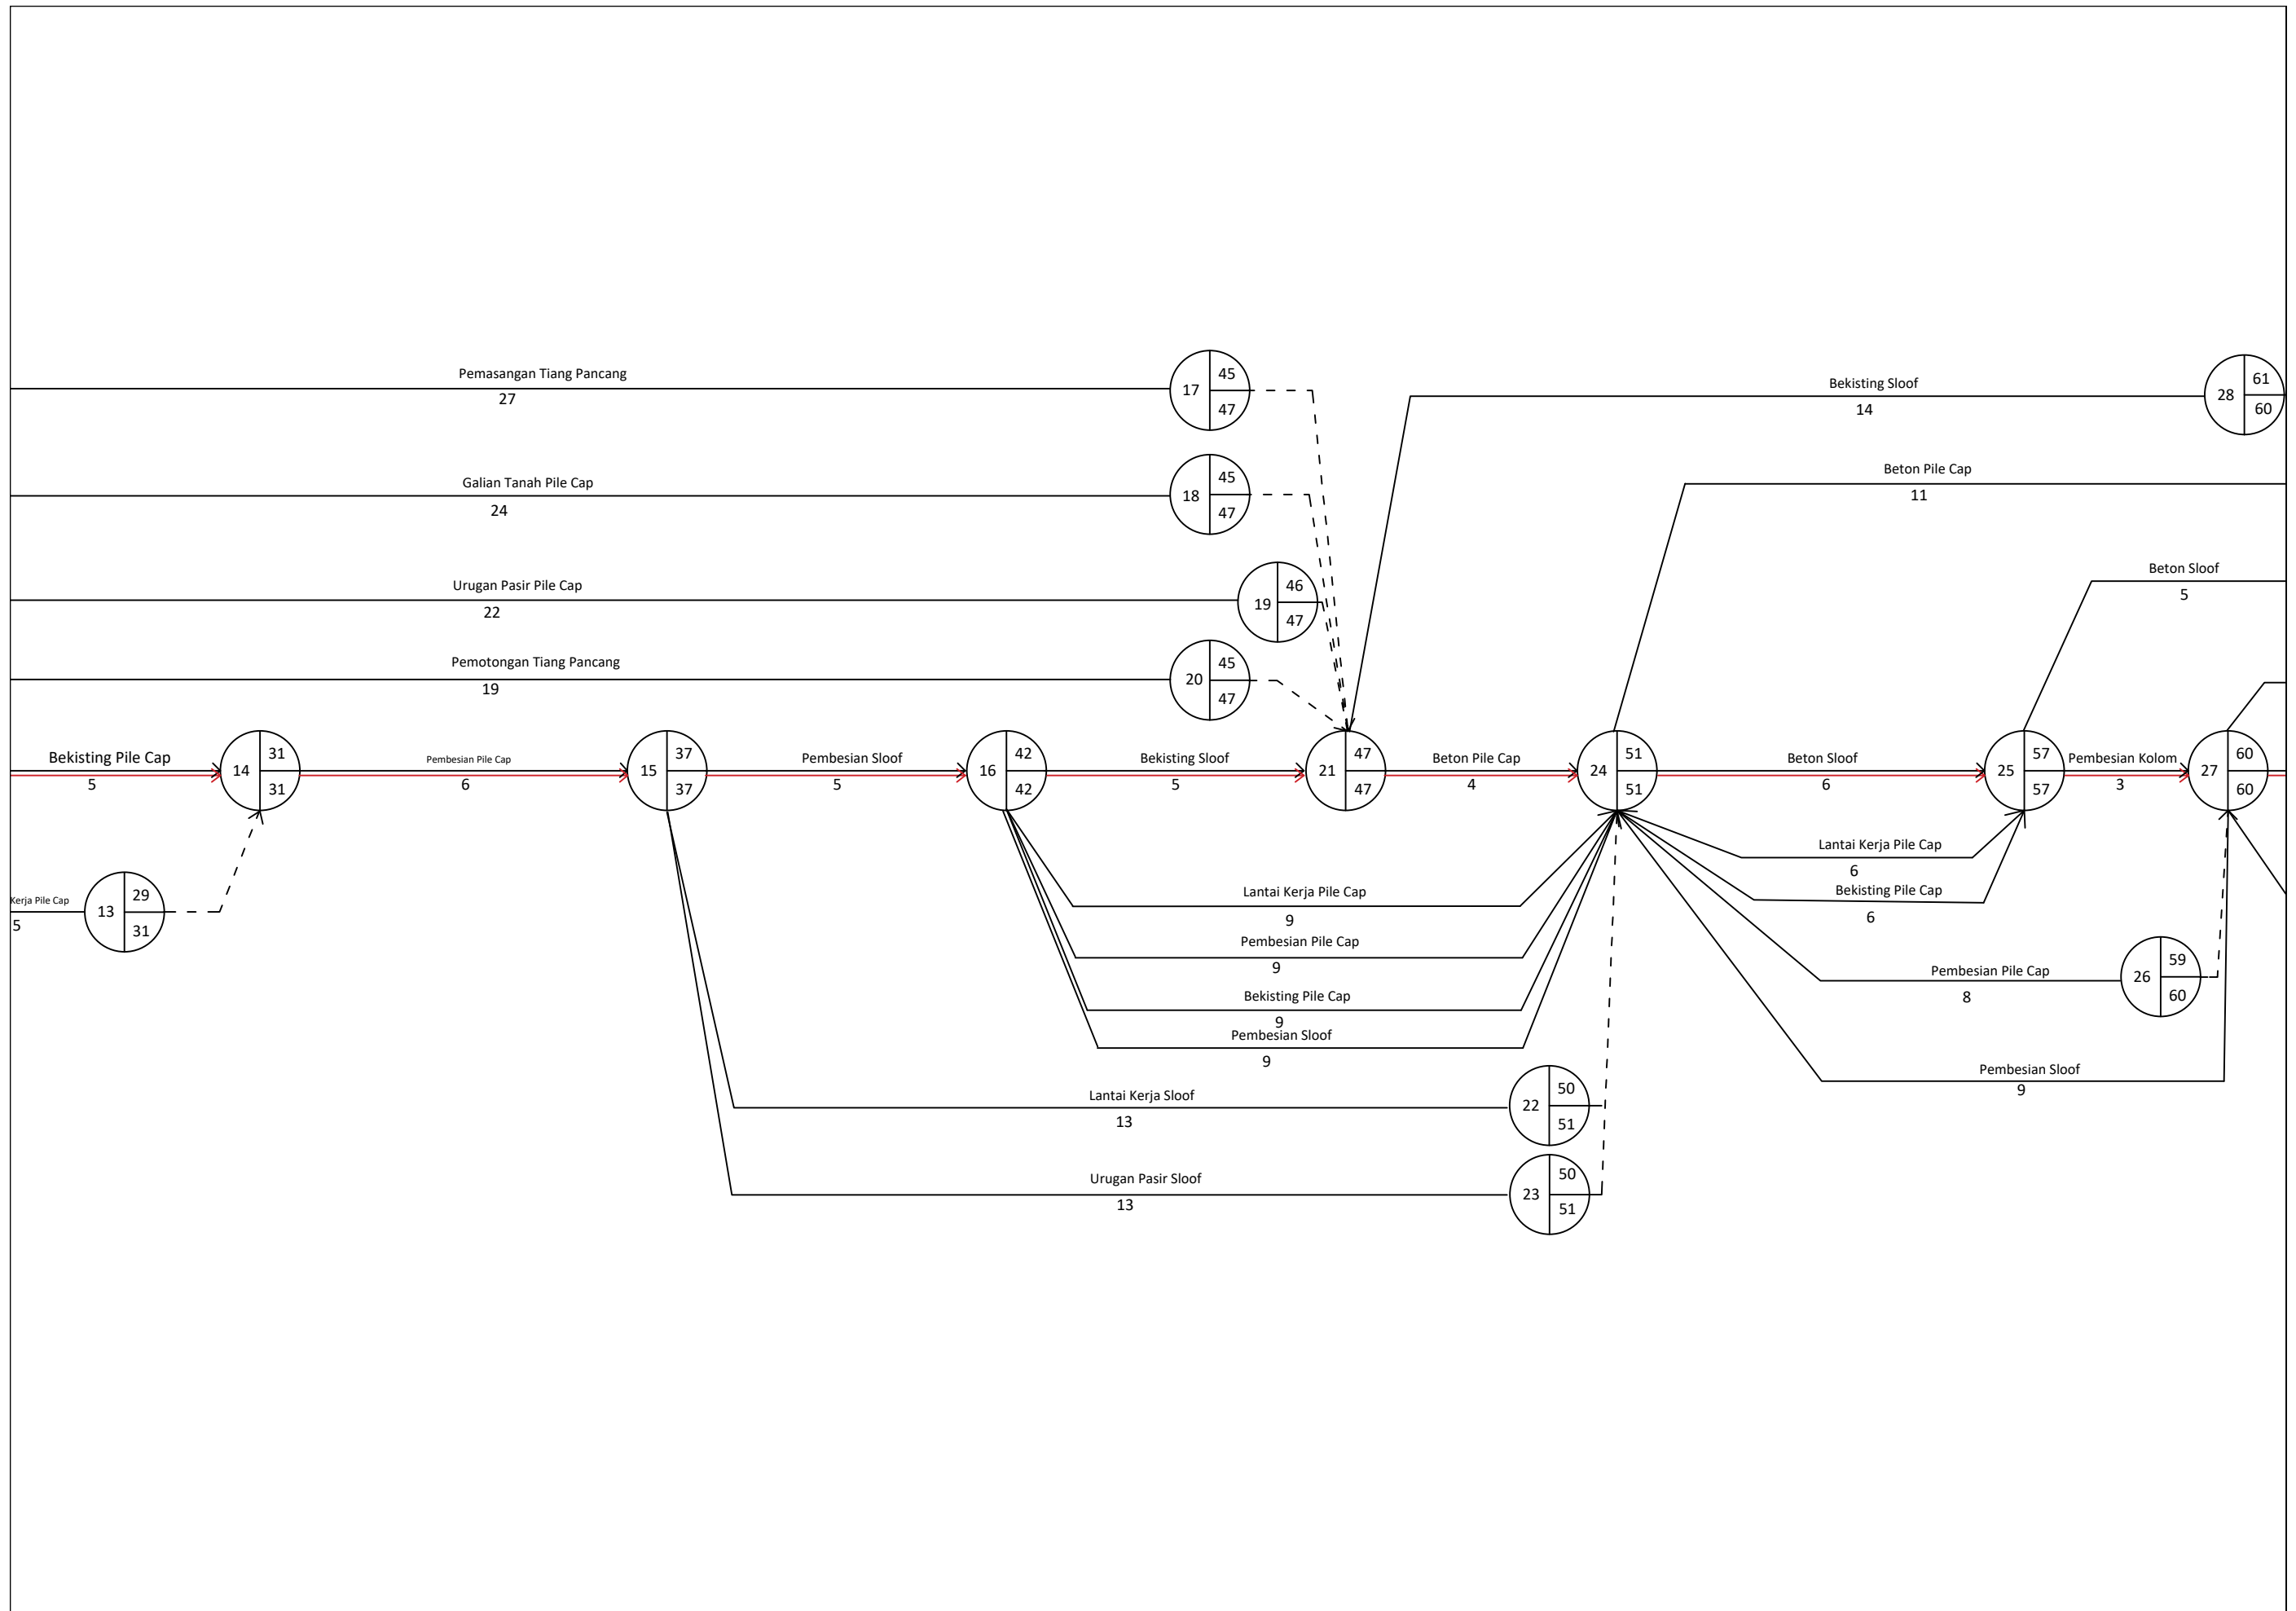 Pemasangan Tiang Pancang
27
17
45
47
Bekisting Sloof
14
28
61
60
Galian Tanah Pile Cap
24
18
45
47
Beton Pile Cap
11
Urugan Pasir Pile Cap
22
19
46
47
Beton Sloof
5
Pemotongan Tiang Pancang
19
20
45
47
Bekisting Pile Cap
5
14
31
31
Pembesian Pile Cap
6
15
37
37
Pembesian Sloof
5
16
42
42
Bekisting Sloof
5
21
47
47
Beton Pile Cap
4
24
51
51
Beton Sloof
6
25
57
57
Pembesian Kolom
3
27
60
60
Kerja Pile Cap
5
13
29
31
Lantai Kerja Pile Cap
9
Pembesian Pile Cap
9
Bekisting Pile Cap
9
Pembesian Sloof
9
Lantai Kerja Pile Cap
6
Bekisting Pile Cap
6
Pembesian Pile Cap
8
26
59
60
Pembesian Sloof
9
Lantai Kerja Sloof
13
22
50
51
Urugan Pasir Sloof
13
23
50
51